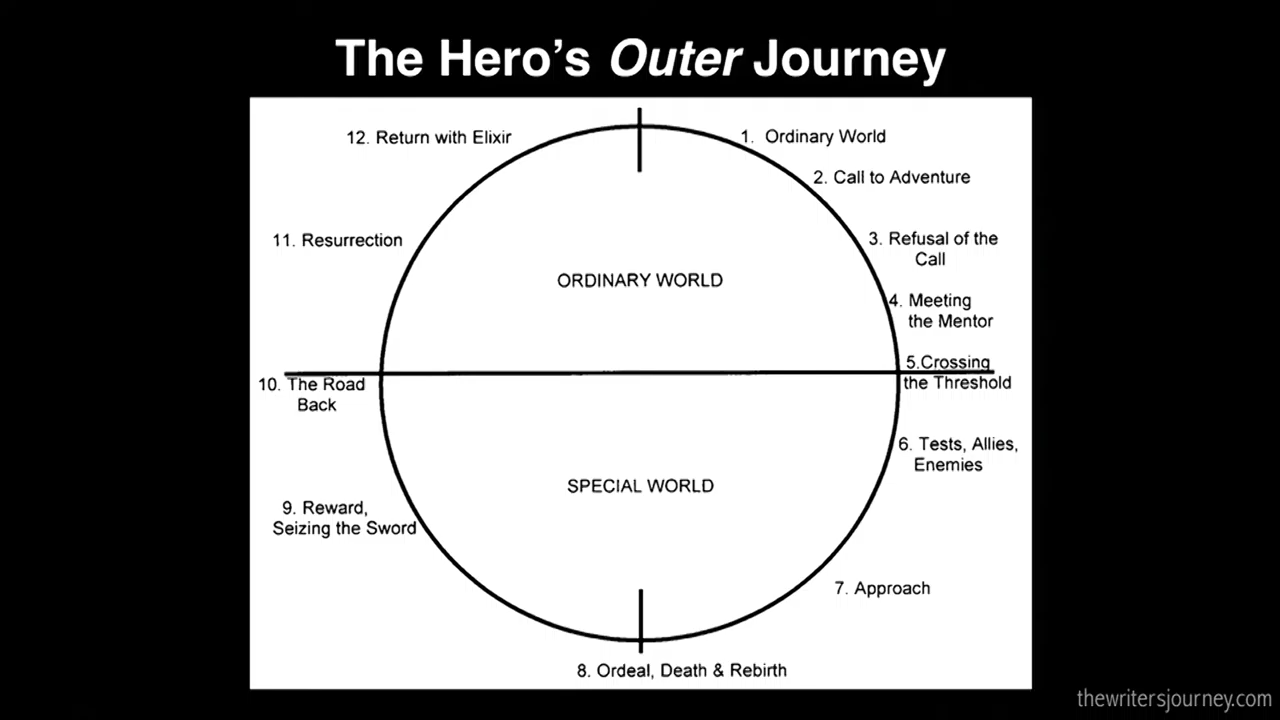 The Hero's Outer Journey
12. Return with Elixir
1. Ordinary World
2. Call to Adventure
3. Refusal of the
Call
11. Resurrection
ORDINARY WORLD
4. Meeting
the Mentor
5.Crossing
the Threshold
10. The Road
Back
6. Tests, Allies,
Enemies
SPECIAL WORLD
9. Reward,
Seizing the Sword
7. Approach
8. Ordeal, Death & Rebirth
thewritersjourney.com